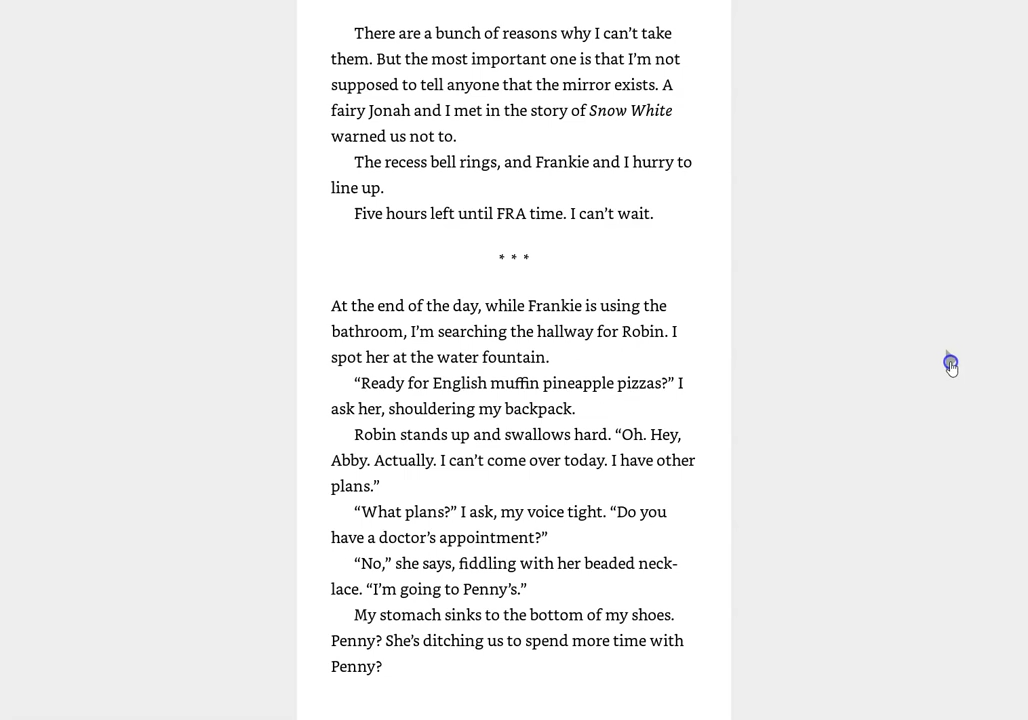 There are a bunch of reasons why I can’t take
them. But the most important one is that I’m not
supposed to tell anyone that the mirror exists. A
fairy Jonah and I met in the story of Snow White
warned us not to.
The recess bell rings, and Frankie and I hurry to
line up.
Five hours left until FRA time. I can’t wait.
* * *
At the end of the day, while Frankie is using the
bathroom, I’m searching the hallway for Robin. I
spot her at the water fountain.
“Ready for English muffin pineapple pizzas?” I
ask her, shouldering my backpack.
Robin stands up and swallows hard. “Oh. Hey,
Abby. Actually. I can’t come over today. I have other
plans.”
“What plans?” I ask, my voice tight. “Do you
have a doctor’s appointment?”
“No,” she says, fiddling with her beaded neck-
lace. “I’m going to Penny’s.”
My stomach sinks to the bottom of my shoes.
Penny? She’s ditching us to spend more time with
Penny?